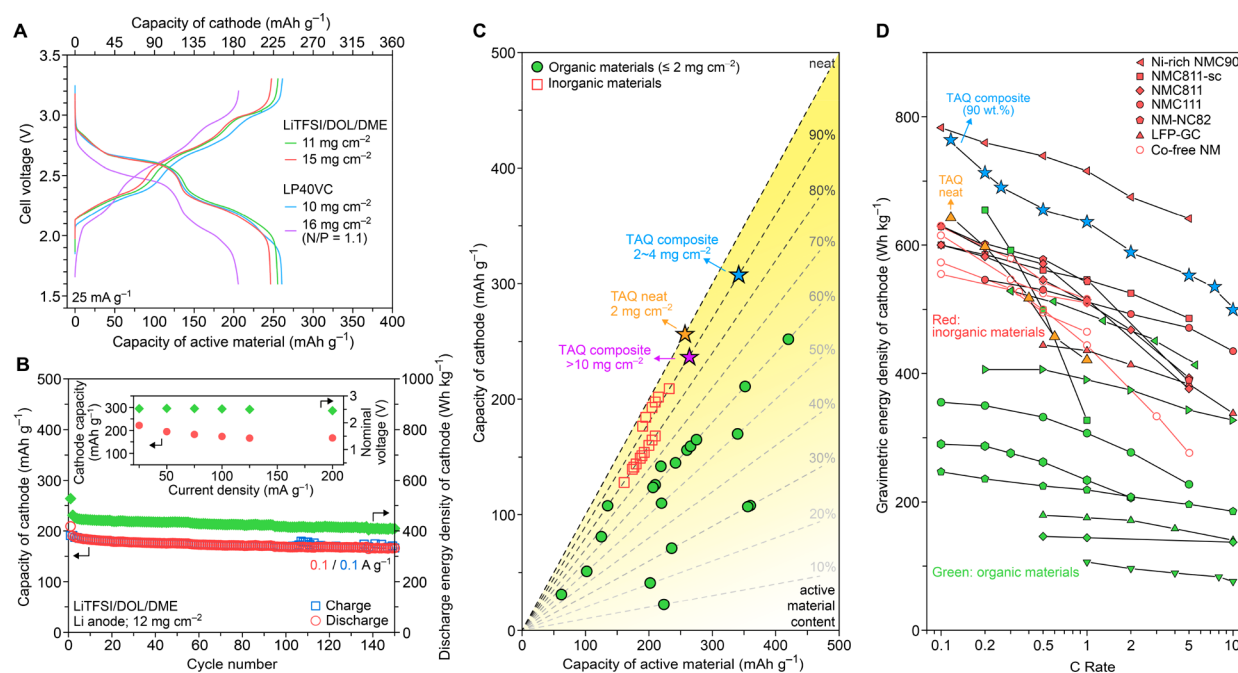 A
Capacity of cathode (mAh g–1)
0 45 90 135 180 225 270 315 360
Cell voltage (V)
3.5
3.0
2.5
2.0
1.5
LiTFSI/DOL/DME
11 mg cm–2
15 mg cm–2
LP40VC
10 mg cm–2
16 mg cm–2
(N/P = 1.1)
25 mA g–1
0 50 100 150 200 250 300 350 400
Capacity of active material (mAh g–1)
B
Capacity of cathode (mAh g–1)
500
450
400
350
300
250
200
150
100
50
0
Cathode capacity
(mAh g–1)
300
200
100
3
2
1
Nominal
voltage (V)
50 100 150 200
Current density (mA g–1)
0.1 / 0.1 A g–1
LiTFSI/DOL/DME
Li anode; 12 mg cm–2
Charge
Discharge
0 30 60 90 120 150
Cycle number
1000
900
800
700
600
500
400
300
200
100
0
Discharge energy density of cathode (Wh kg–1)
C
Capacity of cathode (mAh g–1)
500
400
300
200
100
0
Organic materials (≤ 2 mg cm–2)
Inorganic materials
neat
90%
80%
70%
60%
50%
40%
30%
20%
10%
TAQ composite
2~4 mg cm–2
TAQ neat
2 mg cm–2
TAQ composite
>10 mg cm–2
active
material
content
0 100 200 300 400 500
Capacity of active material (mAh g–1)
D
Gravimetric energy density of cathode (Wh kg–1)
800
600
400
200
0
Ni-rich NMC90
NMC811-sc
NMC811
NMC111
NM-NC82
LFP-GC
Co-free NM
TAQ composite
(90 wt.%)
TAQ
neat
Red:
inorganic materials
Green: organic materials
0.1 0.2 0.5 1 2 5 10
C Rate